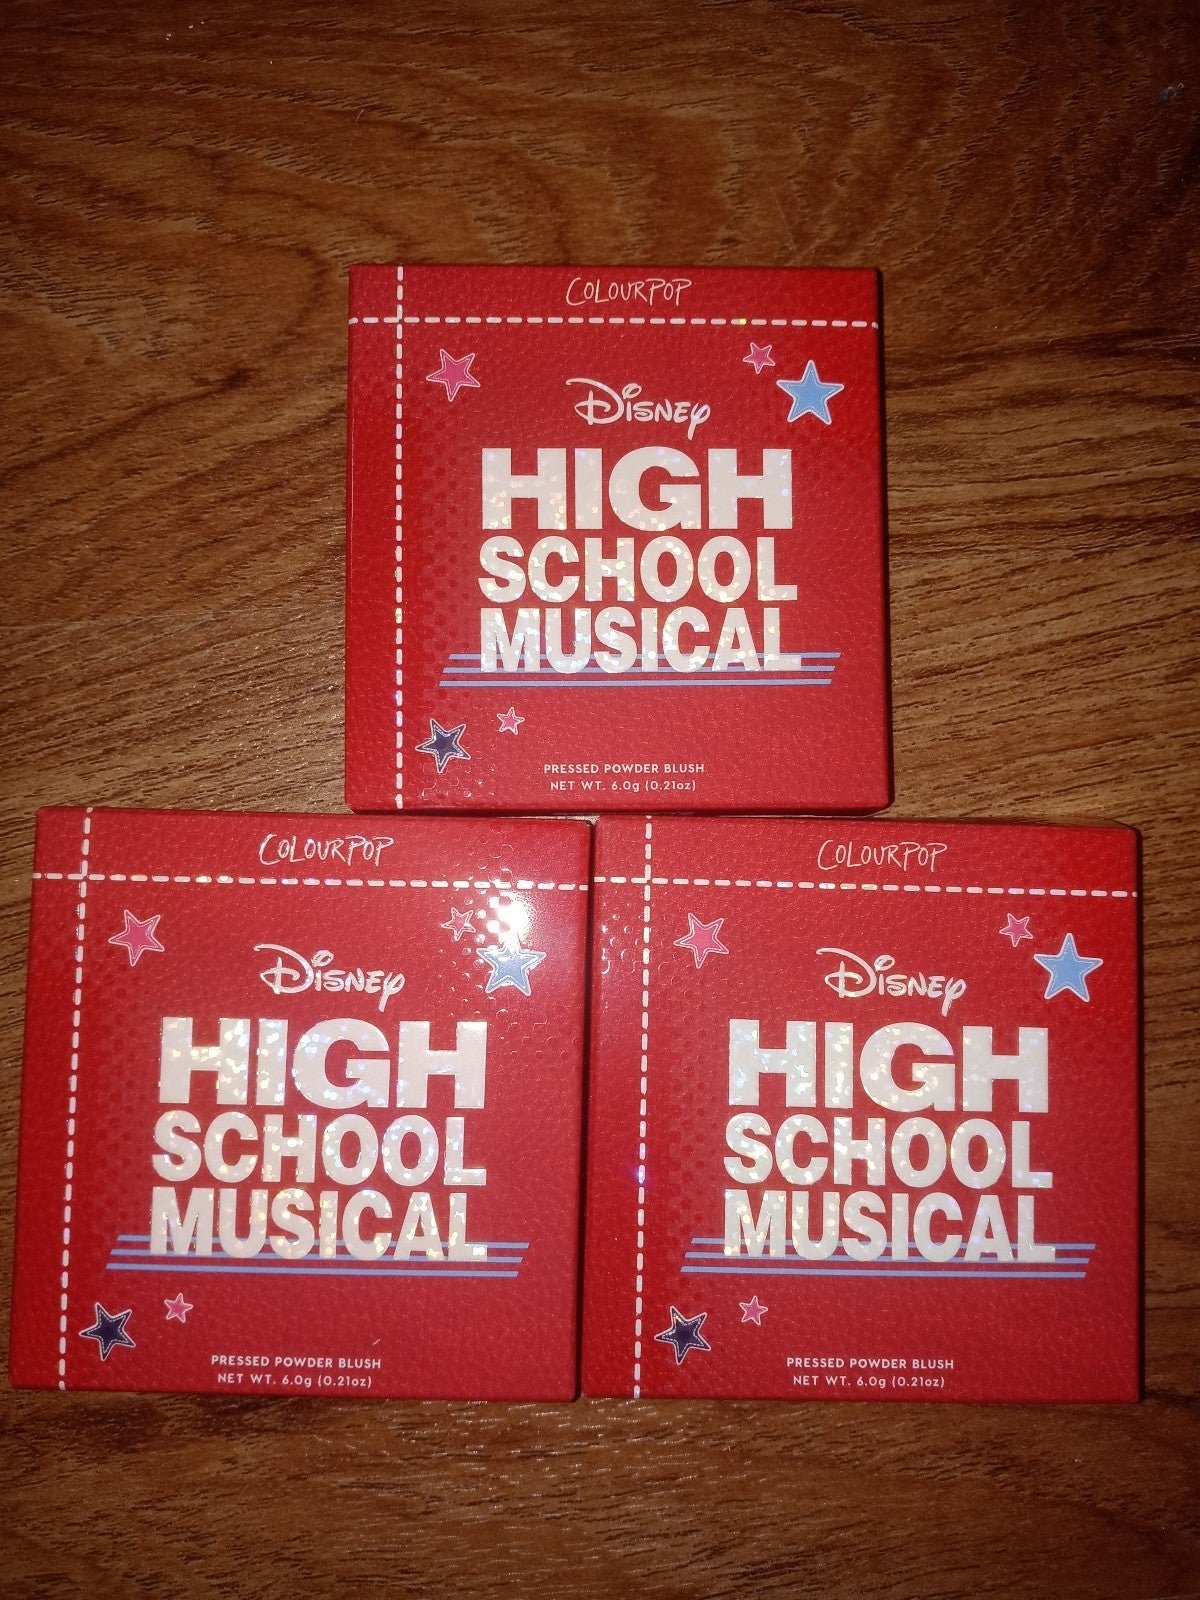 COLOURPOP
Disney
HIGH
SCHOOL
MUSICAL
PRESSED POWDER BLUSH
NET WT. 6.0g (0.21oz)
COLOURPOP
Disney
HIGH
SCHOOL
MUSICAL
PRESSED POWDER BLUSH
NET WT. 6.0g (0.21oz)
COLOURPOP
Disney
HIGH
SCHOOL
MUSICAL
PRESSED POWDER BLUSH
NET WT. 6.0g (0.21oz)